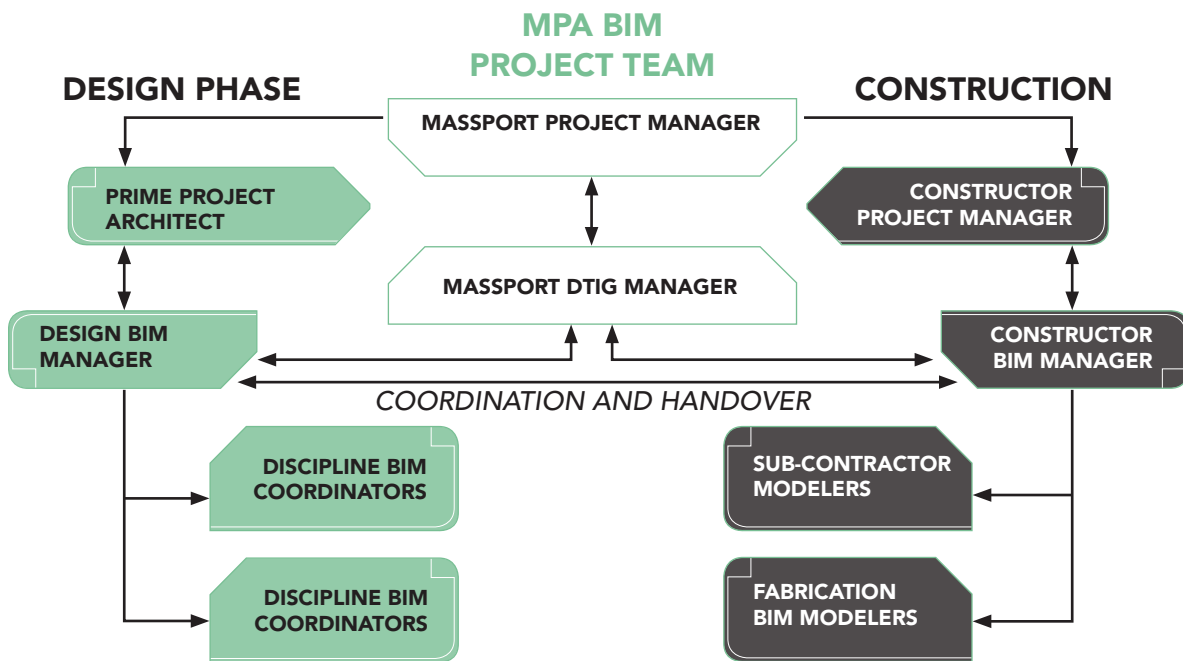 MPA BIM
PROJECT TEAM
DESIGN PHASE
CONSTRUCTION
MASSPORT PROJECT MANAGER
PRIME PROJECT
ARCHITECT
CONSTRUCTOR
PROJECT MANAGER
MASSPORT DTIG MANAGER
DESIGN BIM
MANAGER
CONSTRUCTOR
BIM MANAGER
COORDINATION AND HANDOVER
DISCIPLINE BIM
COORDINATORS
SUB-CONTRACTOR
MODELERS
DISCIPLINE BIM
COORDINATORS
FABRICATION
BIM MODELERS